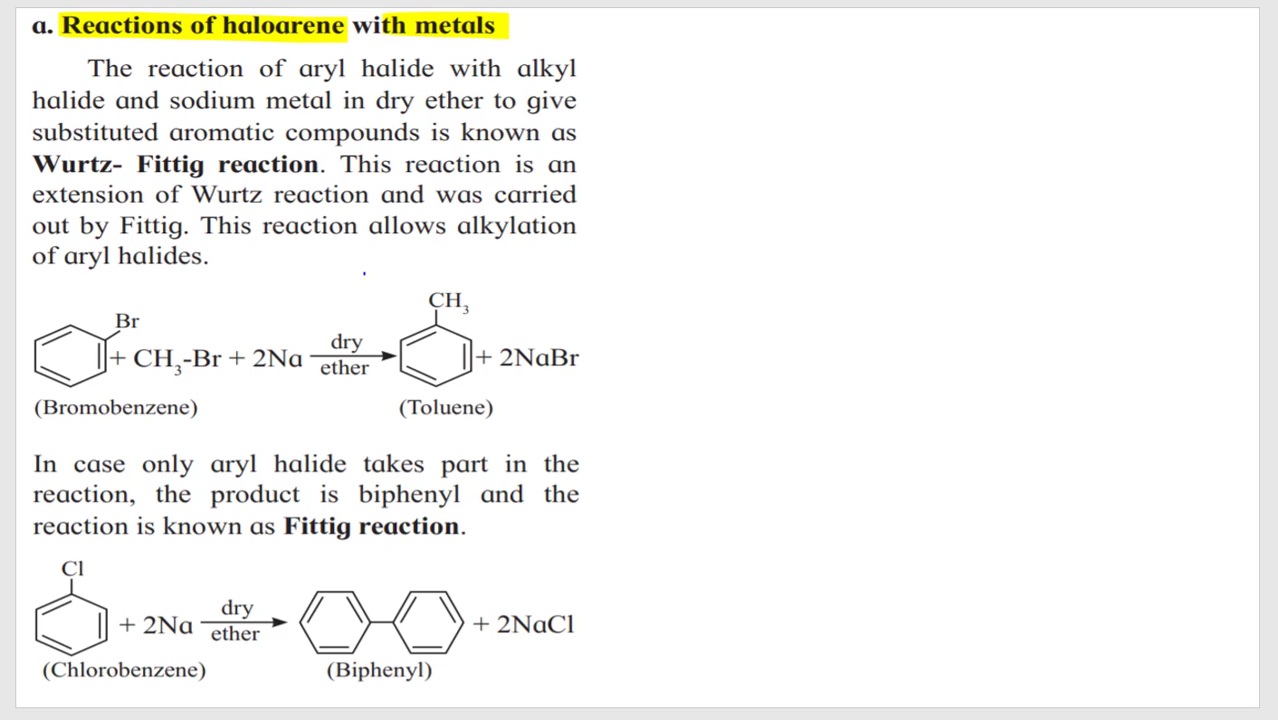 a. Reactions of haloarene with metals
The reaction of aryl halide with alkyl
halide and sodium metal in dry ether to give
substituted aromatic compounds is known as
Wurtz- Fittig reaction. This reaction is an
extension of Wurtz reaction and was carried
out by Fittig. This reaction allows alkylation
of aryl halides.
CH₃
Br
+ CH₃-Br + 2Na dry ether + 2NaBr
(Bromobenzene) (Toluene)
In case only aryl halide takes part in the
reaction, the product is biphenyl and the
reaction is known as Fittig reaction.
Cl
+ 2Na dry ether + 2NaCl
(Chlorobenzene) (Biphenyl)